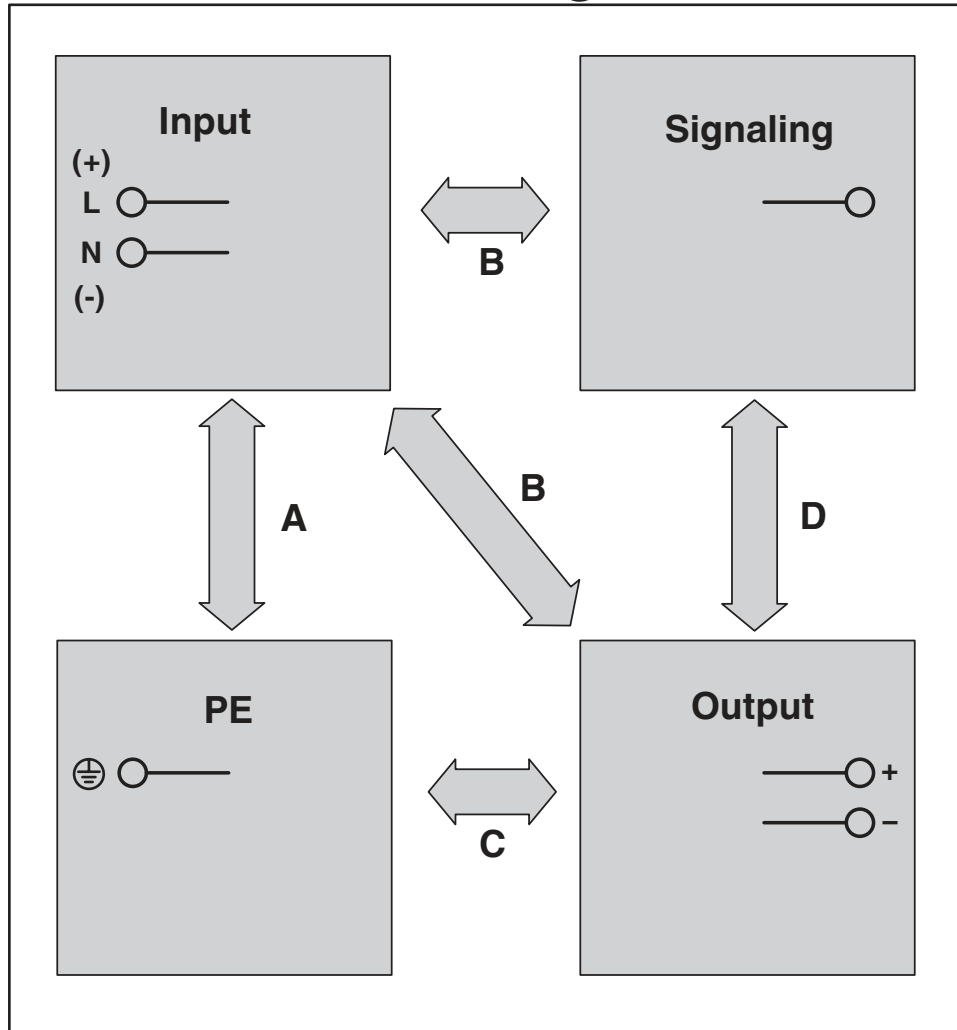 Input
(+)
L
N
(-)
Signaling
B
A
B
D
PE
Output
+
–
C